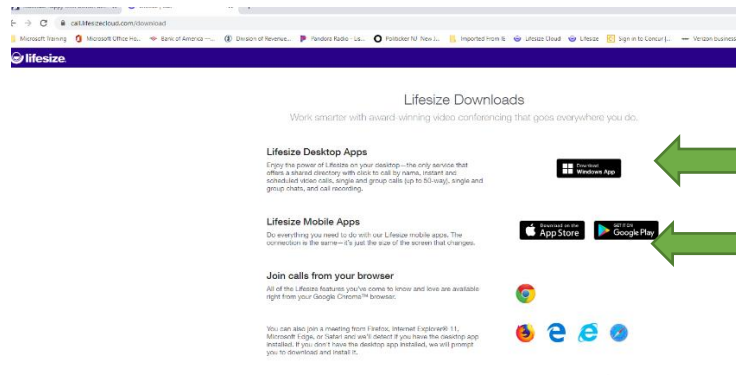 call.lifesizecloud.com/download
Microsoft Training Microsoft Office Ho... Bank of America —... Division of Revenue... Pandora Radio - Lis... Politicker NJ New J... Imported From IE Lifesize Cloud Lifesize Sign in to Concur |... Verizon business
lifesize
Lifesize Downloads
Work smarter with award-winning video conferencing that goes everywhere you do.
Lifesize Desktop Apps
Enjoy the power of Lifesize on your desktop—the only service that
offers a shared directory with click to call by name, instant and
scheduled video calls, single and group calls (up to 50-way), single and
group chats, and call recording.
Download
Windows App
Lifesize Mobile Apps
Do everything you need to do with our Lifesize mobile apps. The
connection is the same—it's just the size of the screen that changes.
Download on the
App Store
GET IT ON
Google Play
Join calls from your browser
All of the Lifesize features you've come to know and love are available
right from your Google Chrome™ browser.
You can also join a meeting from Firefox, Internet Explorer® 11,
Microsoft Edge, or Safari and we'll detect if you have the desktop app
installed. If you don't have the desktop app installed, we will prompt
you to download and install it.